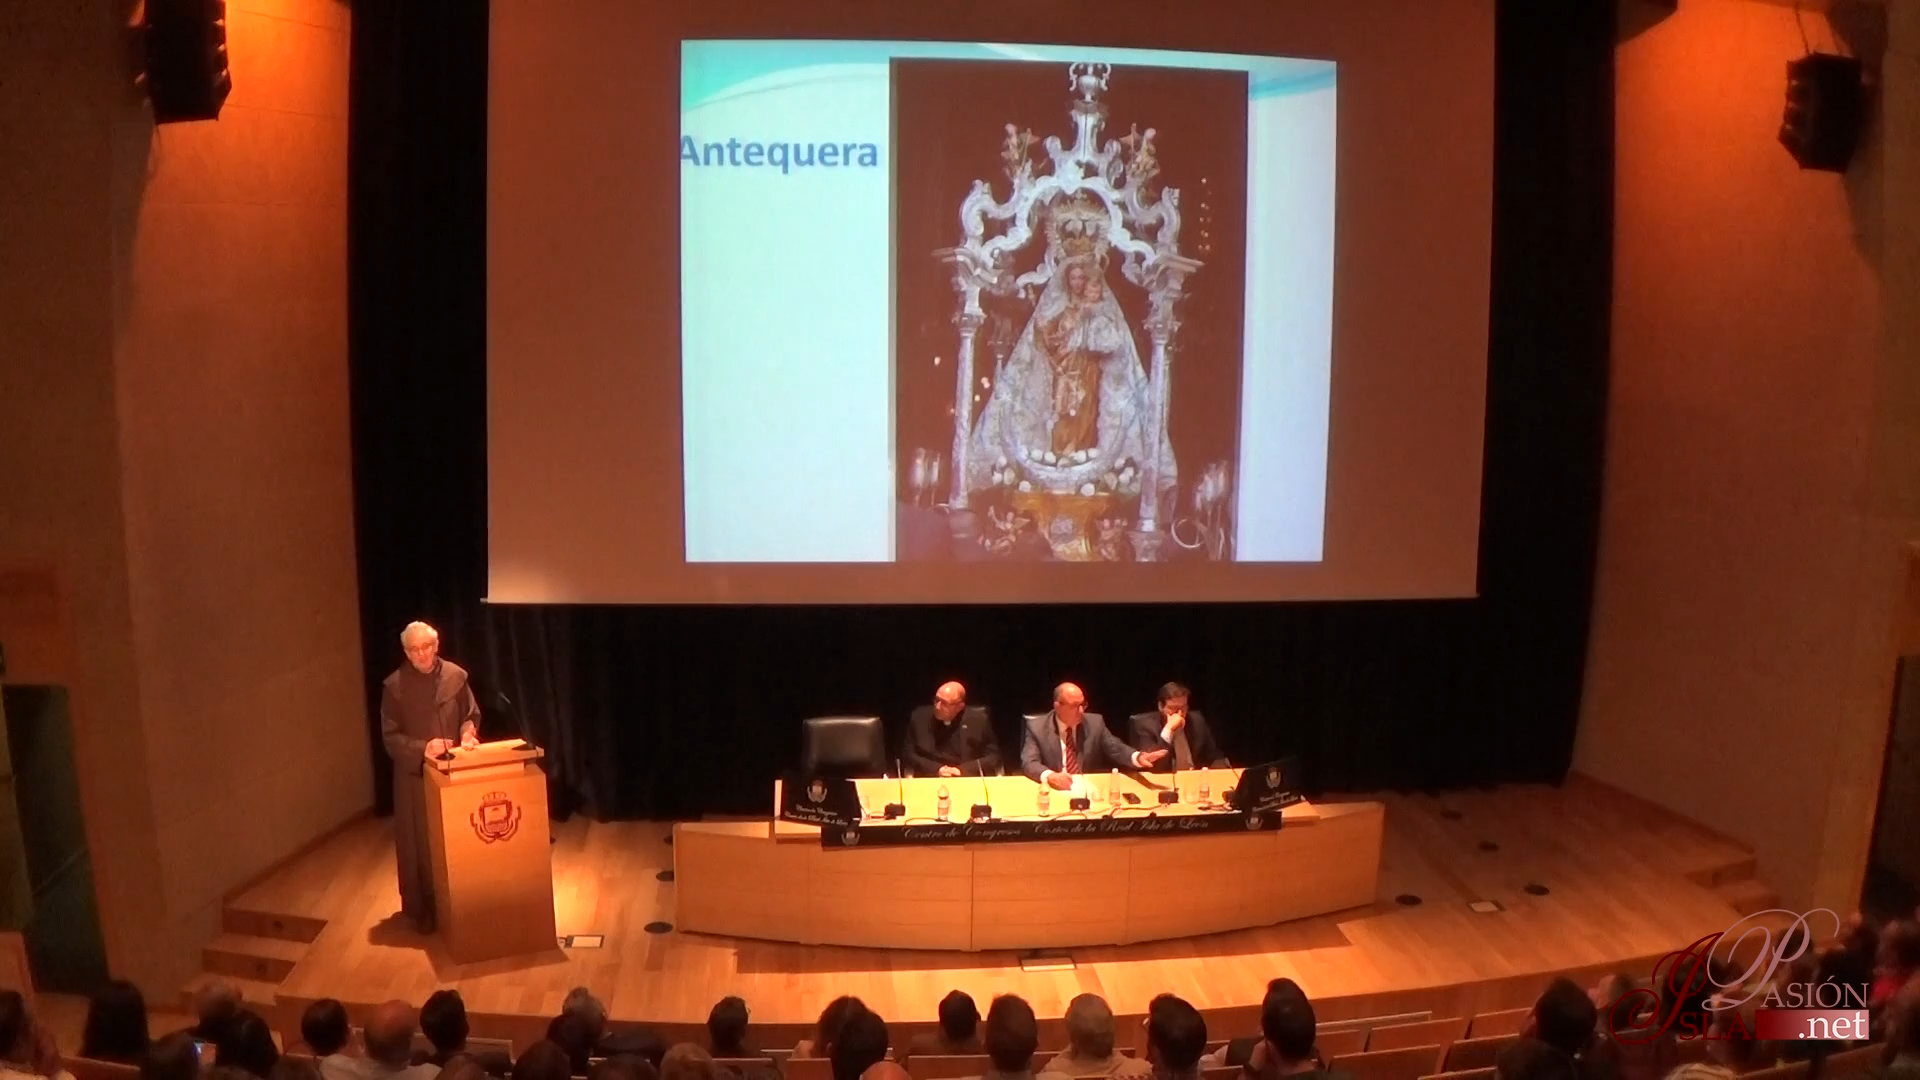 Antequera
Centro de Congresos Cortes de la Real Isla de León
PASIÓN
ISLA
.net